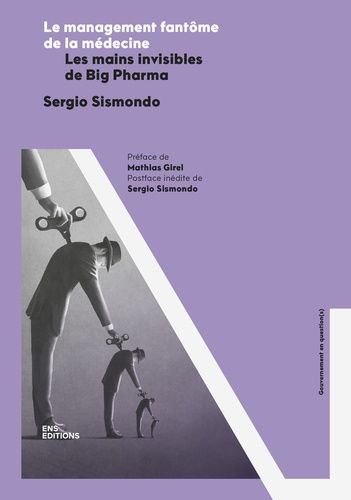 Le management fantôme
de la médecine
Les mains invisibles
de Big Pharma
Sergio Sismondo
Préface de
Mathias Girel
Postface inédite de
Sergio Sismondo
Gouvernement en question(s)
ENS
EDITIONS